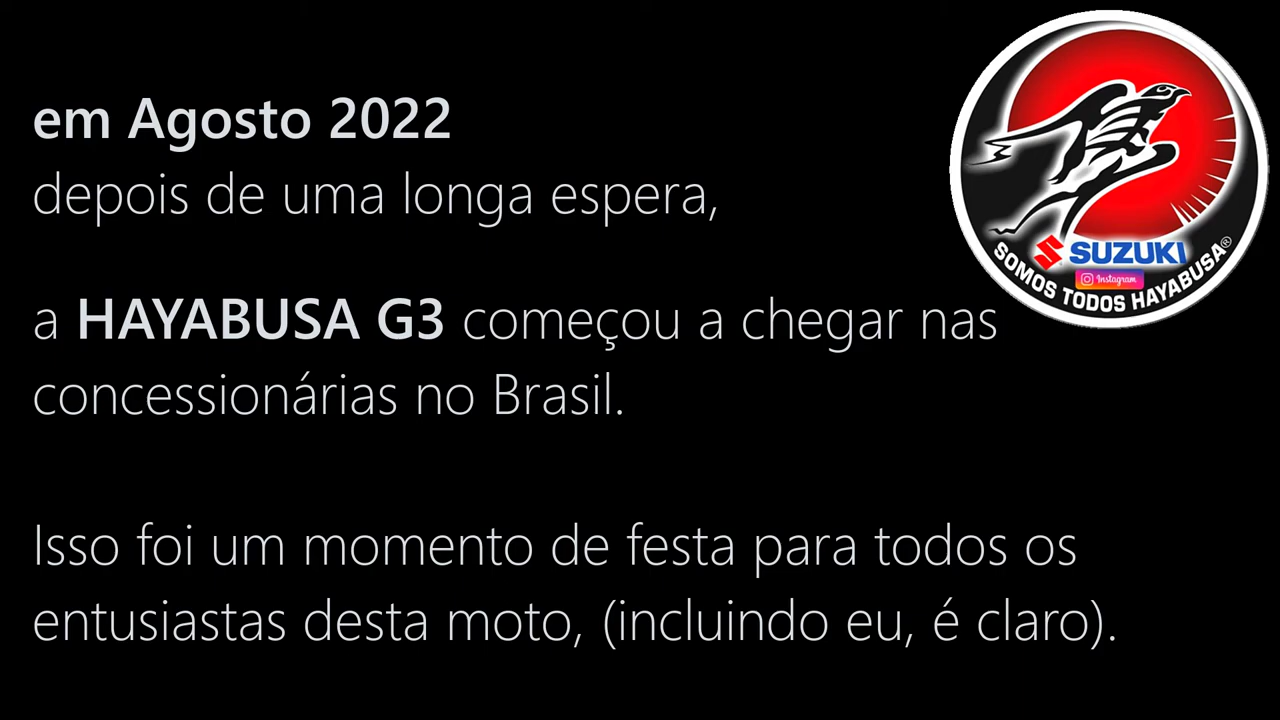 em Agosto 2022
depois de uma longa espera,
a HAYABUSA G3 começou a chegar nas
concessionárias no Brasil.
Isso foi um momento de festa para todos os
entusiastas desta moto, (incluindo eu, é claro).
SUZUKI
Instagram
SOMOS TODOS HAYABUSA®